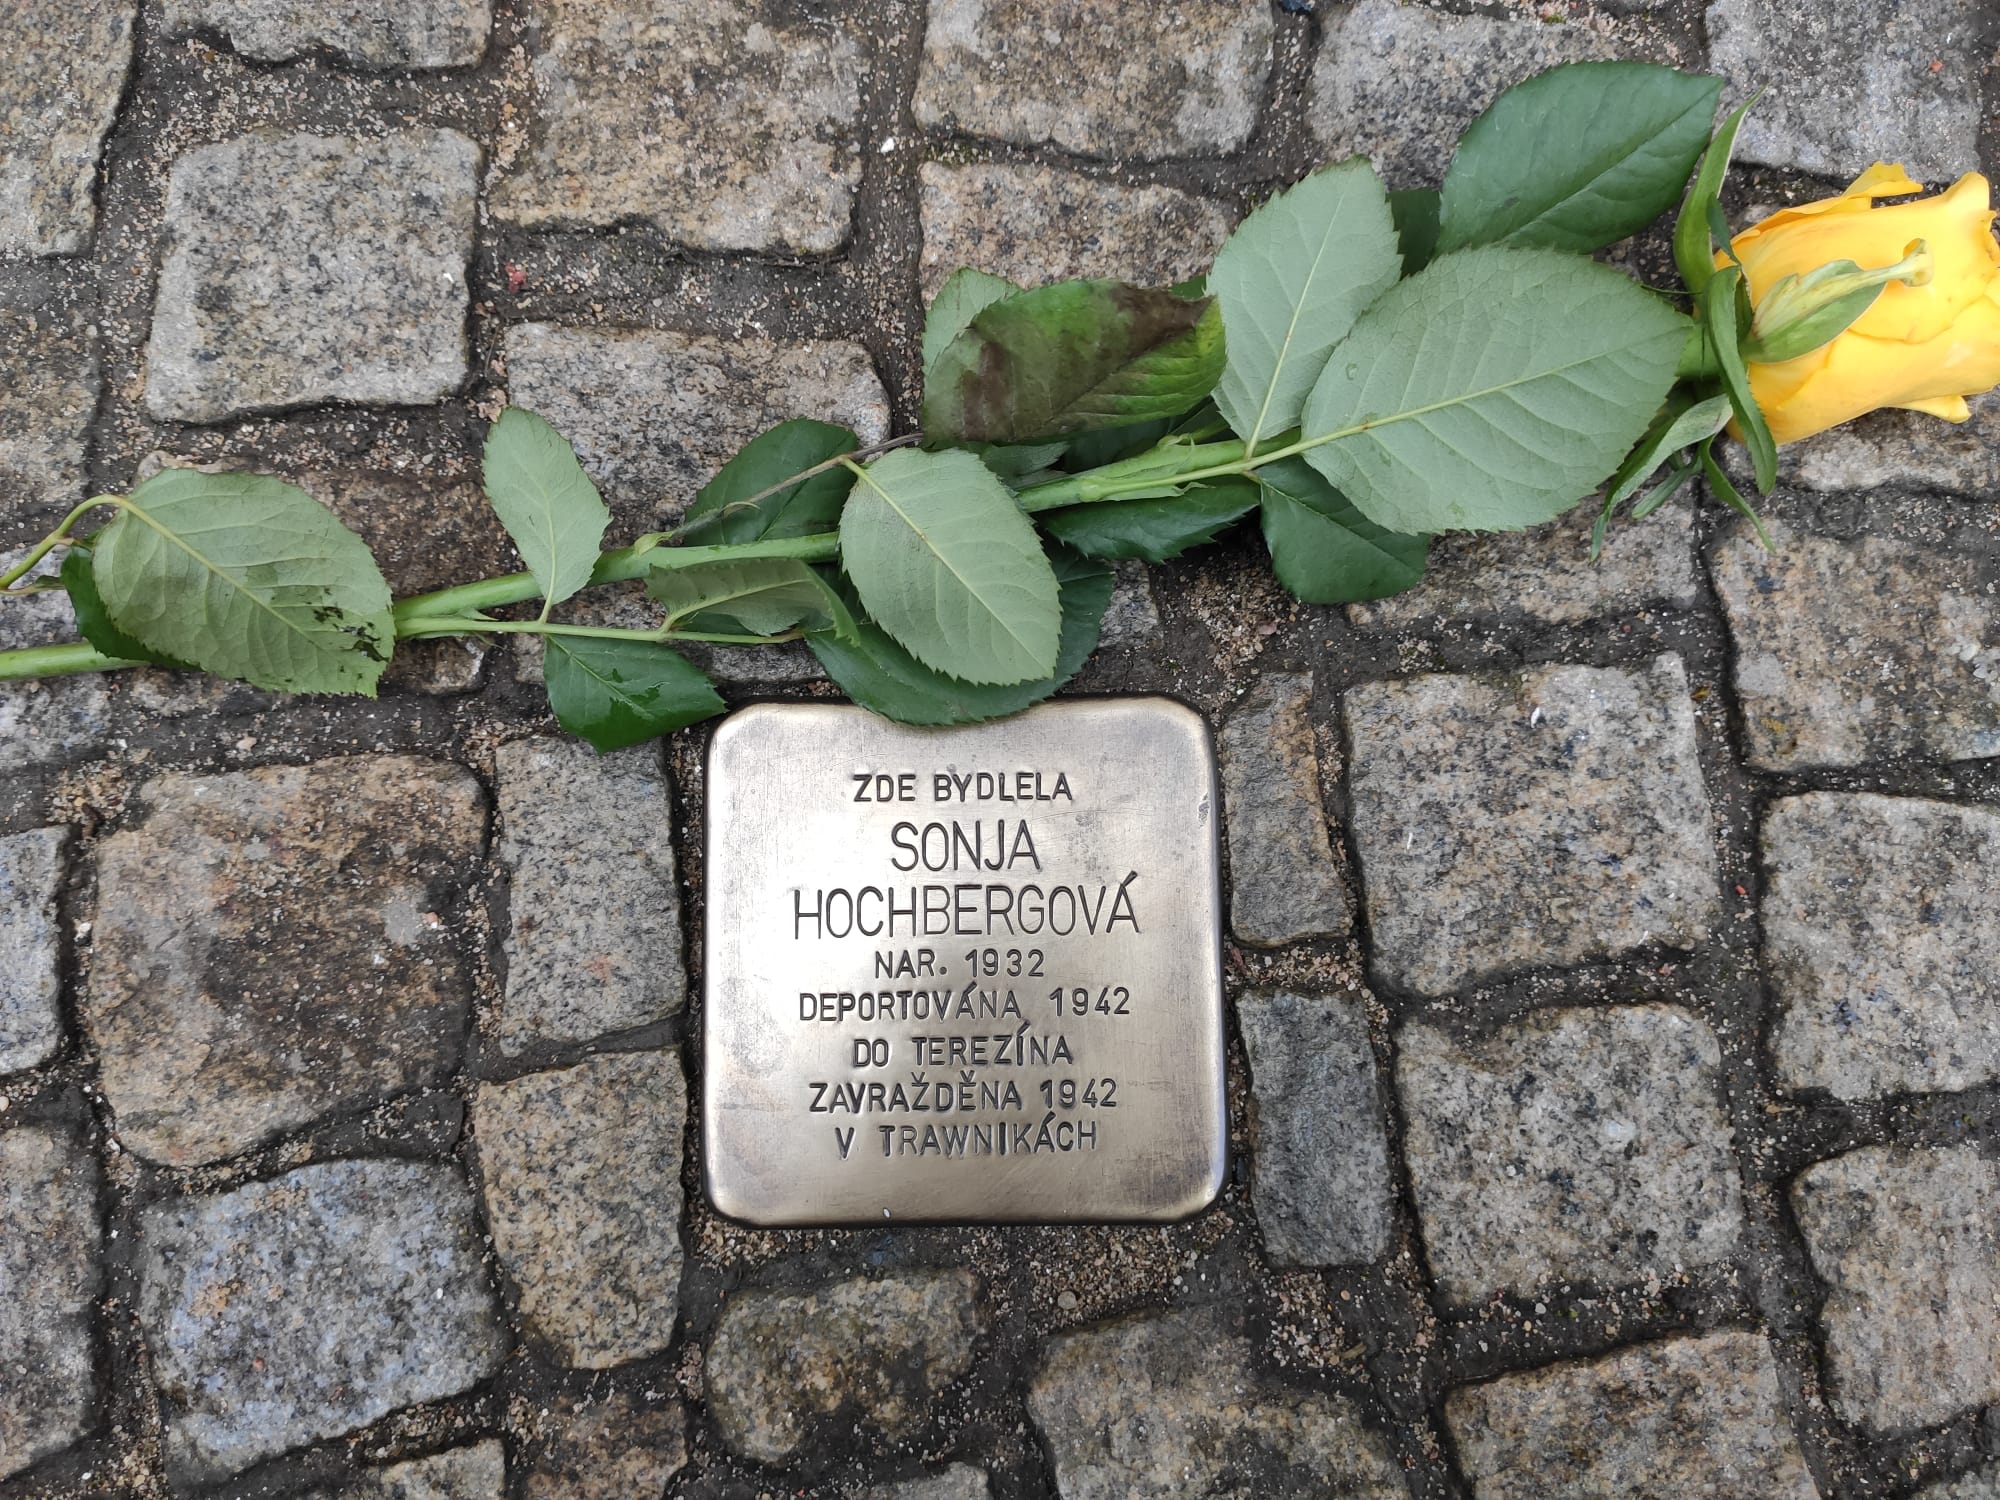 ZDE BYDLELA
SONJA
HOCHBERGOVÁ
NAR. 1932
DEPORTOVÁNA 1942
DO TEREZÍNA
ZAVRAŽDĚNA 1942
V TRAWNIKÁCH